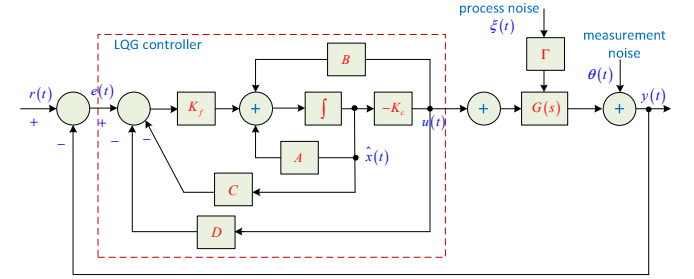 process noise
ξ(t)
measurement
noise
θ(t)
LQG controller
B
Γ
r(t)
e(t)
y(t)
+
+
−
−
−
K_f
+
∫
−K_c
u(t)
+
G(s)
+
A
x̂(t)
C
D